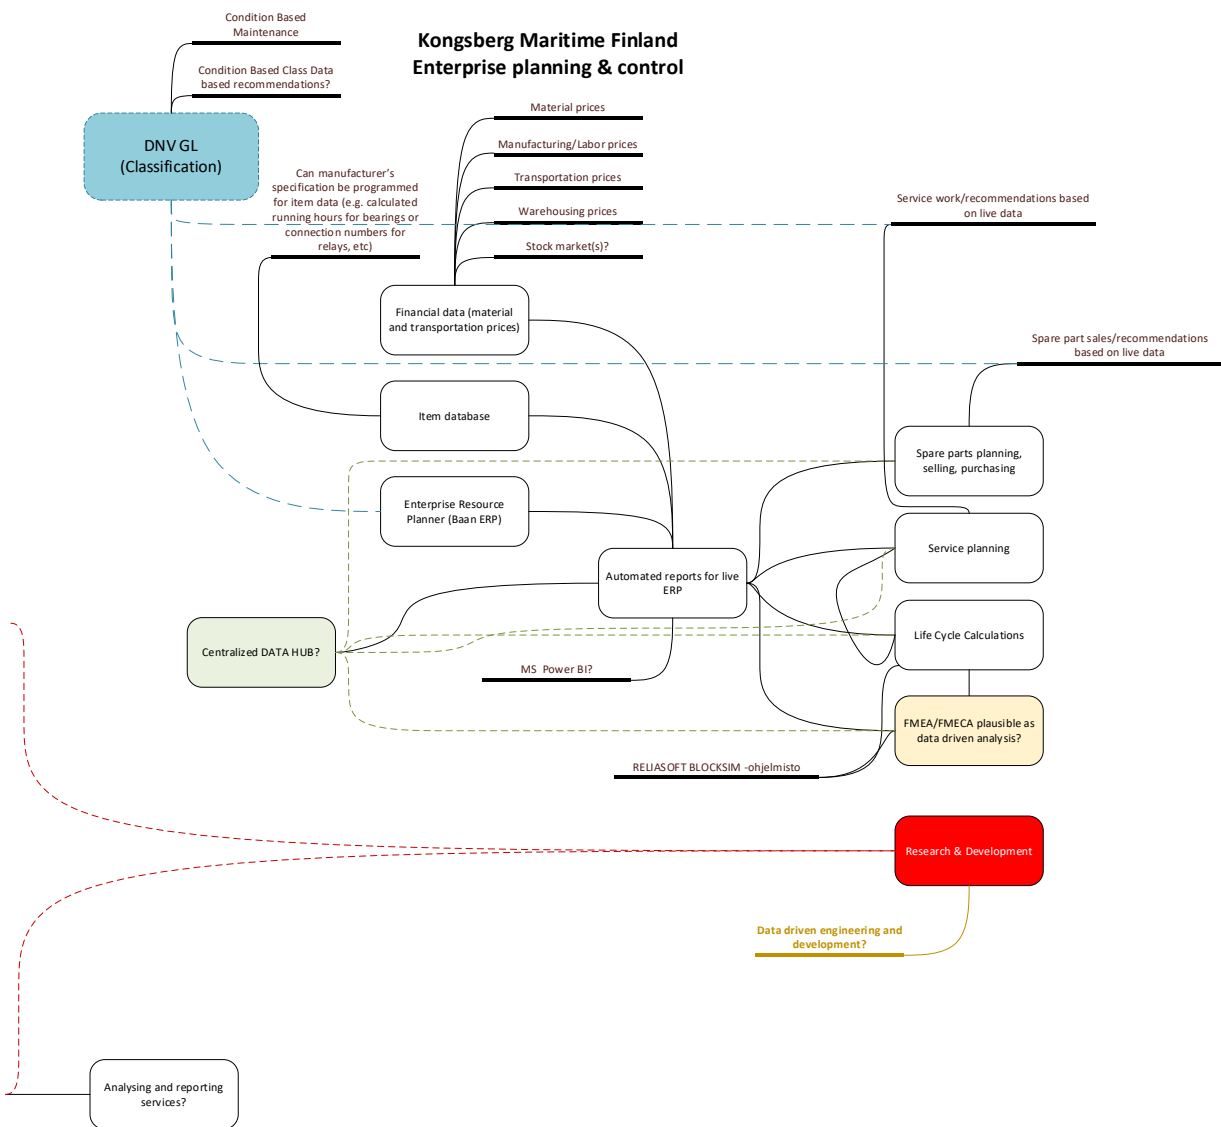 Condition Based
Maintenance
Kongsberg Maritime Finland
Enterprise planning & control
Condition Based Class Data
based recommendations?
Material prices
DNV GL
(Classification)
Manufacturing/Labor prices
Can manufacturer's
specification be programmed
for item data (e.g. calculated
running hours for bearings or
connection numbers for
relays, etc)
Transportation prices
Service work/recommendations based
on live data
Warehousing prices
Stock market(s)?
Financial data (material
and transportation prices)
Spare part sales/recommendations
based on live data
Item database
Spare parts planning,
selling, purchasing
Enterprise Resource
Planner (Baan ERP)
Service planning
Automated reports for live
ERP
Life Cycle Calculations
Centralized DATA HUB?
MS Power BI?
FMEA/FMECA plausible as
data driven analysis?
RELIASOFT BLOCKSIM -ohjelmisto
Research & Development
Data driven engineering and
development?
Analysing and reporting
services?